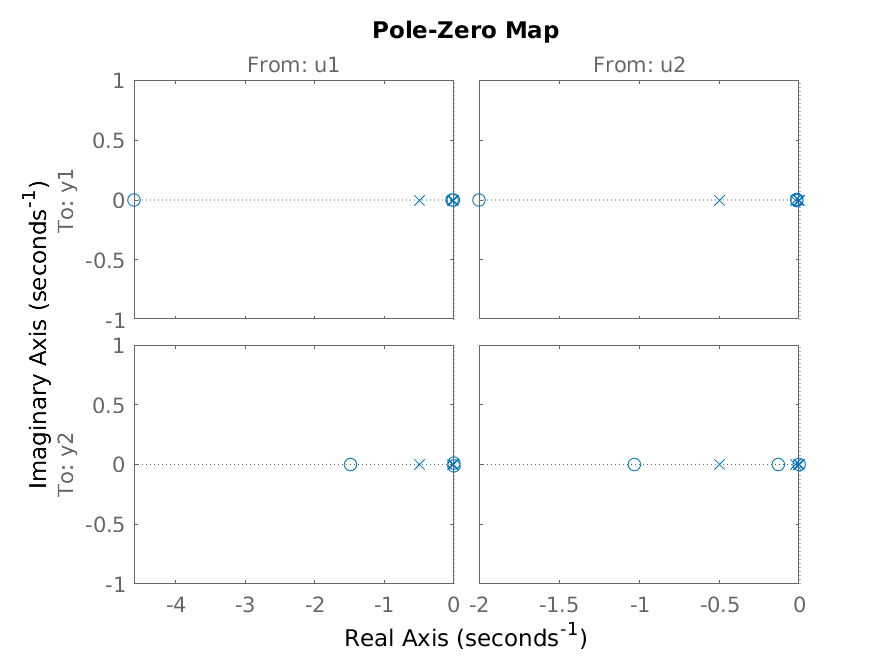 Pole-Zero Map
From: u1
From: u2
Imaginary Axis (seconds⁻¹)
To: y1
1
0.5
0
-0.5
-1
To: y2
1
0.5
0
-0.5
-1
-4 -3 -2 -1 0
-2 -1.5 -1 -0.5 0
Real Axis (seconds⁻¹)